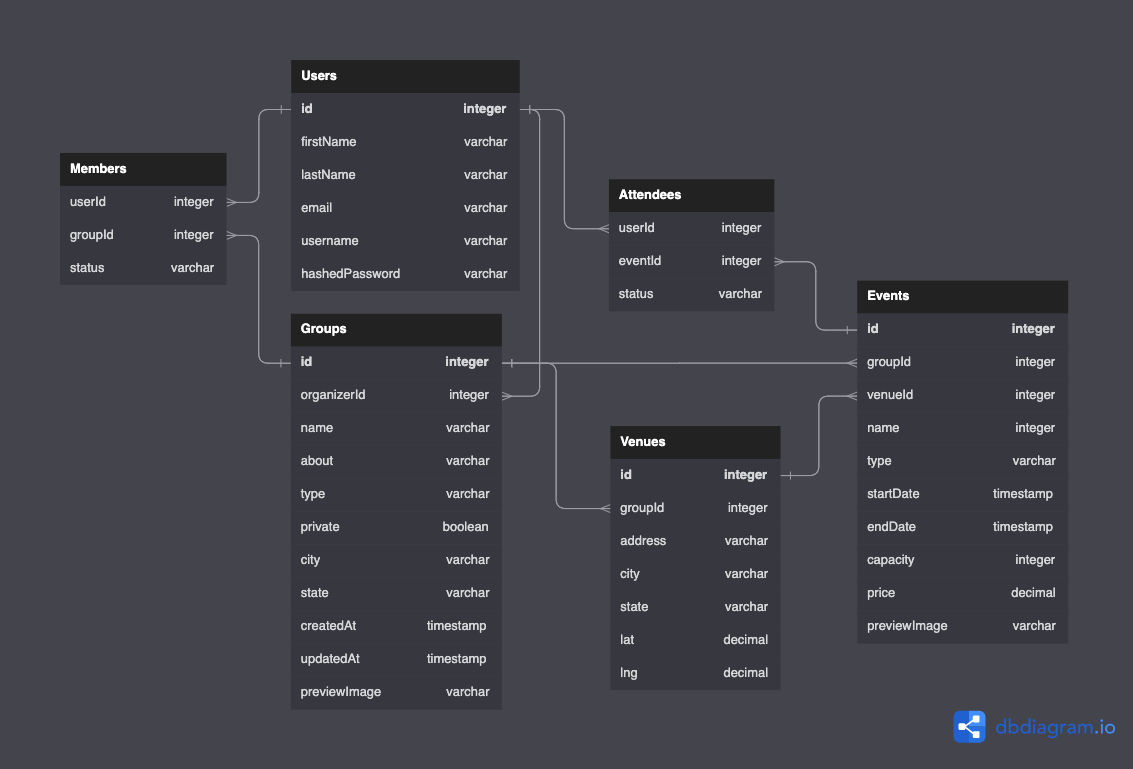 Users
id integer
firstName varchar
lastName varchar
email varchar
username varchar
hashedPassword varchar
Members
userId integer
groupId integer
status varchar
Attendees
userId integer
eventId integer
status varchar
Groups
id integer
organizerId integer
name varchar
about varchar
type varchar
private boolean
city varchar
state varchar
createdAt timestamp
updatedAt timestamp
previewImage varchar
Events
id integer
groupId integer
venueId integer
name integer
type varchar
startDate timestamp
endDate timestamp
capacity integer
price decimal
previewImage varchar
Venues
id integer
groupId integer
address varchar
city varchar
state varchar
lat decimal
lng decimal
dbdiagram.io